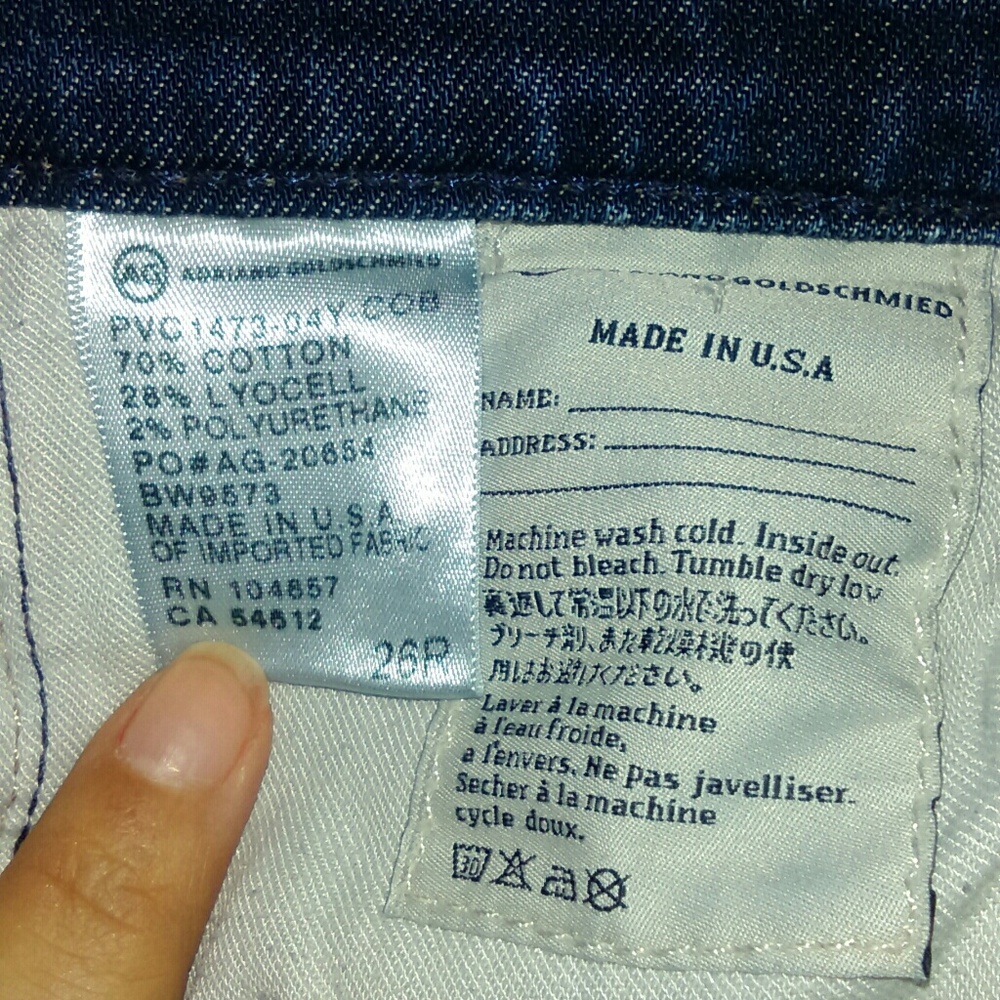 AG ADRIANO GOLDSCHMIED
PVC1473-04Y-COB
70% COTTON
28% LYOCELL
2% POLYURETHANE
PO#AG-20654
BW9573
MADE IN U.S.A
OF IMPORTED FABRIC
RN 104657
CA 54612
26R
GOLDSCHMIED
MADE IN U.S.A
NAME:
ADDRESS:
Machine wash cold. Inside out.
Do not bleach. Tumble dry low
裏返して常温以下の水で洗ってください。
ブリーチ剤、また乾燥機の使
用はお避けください。
Laver á la machine
à l'eau froide,
a l'envers. Ne pas javelliser.
Secher à la machine
cycle doux.
30